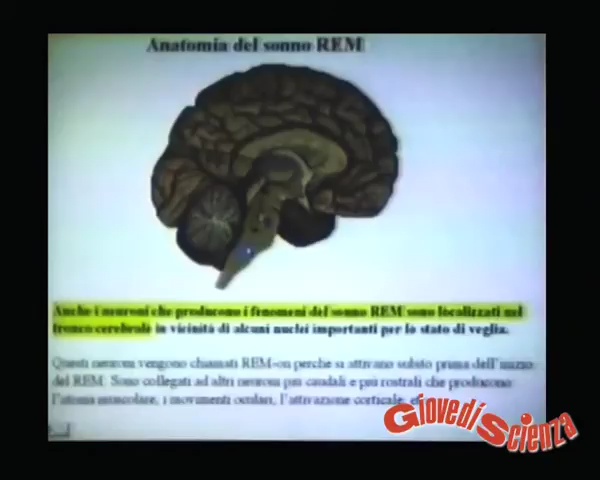 Anatomia del sonno REM
Anche i neuroni che producono i fenomeni del sonno REM sono localizzati nel
tronco cerebrale in vicinità di alcuni nuclei importanti per lo stato di veglia.
Questi neuroni vengono chiamati REM-on perche si attivano subito prima dell'inizio
del REM. Sono collegati ad altri neuroni più caudali e più rostrali che producono
l'atonia muscolare, i movimenti oculari, l'attivazione corticale,
Giovedì Scienza